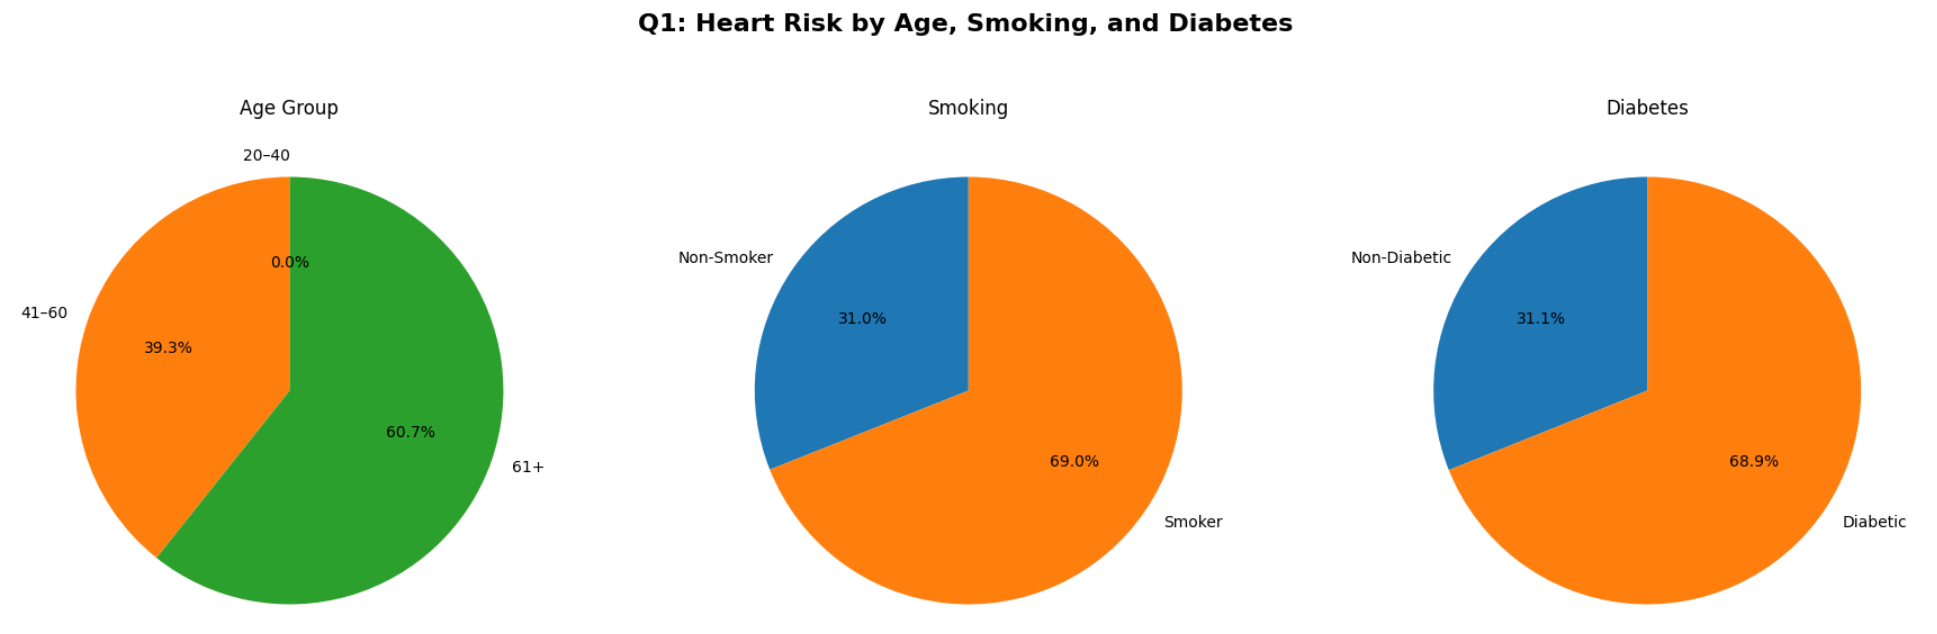 Q1: Heart Risk by Age, Smoking, and Diabetes
Age Group
20–40
0.0%
41–60
39.3%
60.7%
61+
Smoking
Non-Smoker
31.0%
69.0%
Smoker
Diabetes
Non-Diabetic
31.1%
68.9%
Diabetic